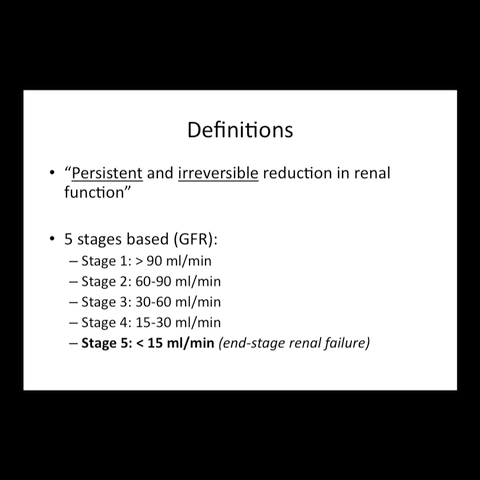 Definitions
• “Persistent and irreversible reduction in renal
function”
• 5 stages based (GFR):
– Stage 1: > 90 ml/min
– Stage 2: 60-90 ml/min
– Stage 3: 30-60 ml/min
– Stage 4: 15-30 ml/min
– Stage 5: < 15 ml/min (end-stage renal failure)